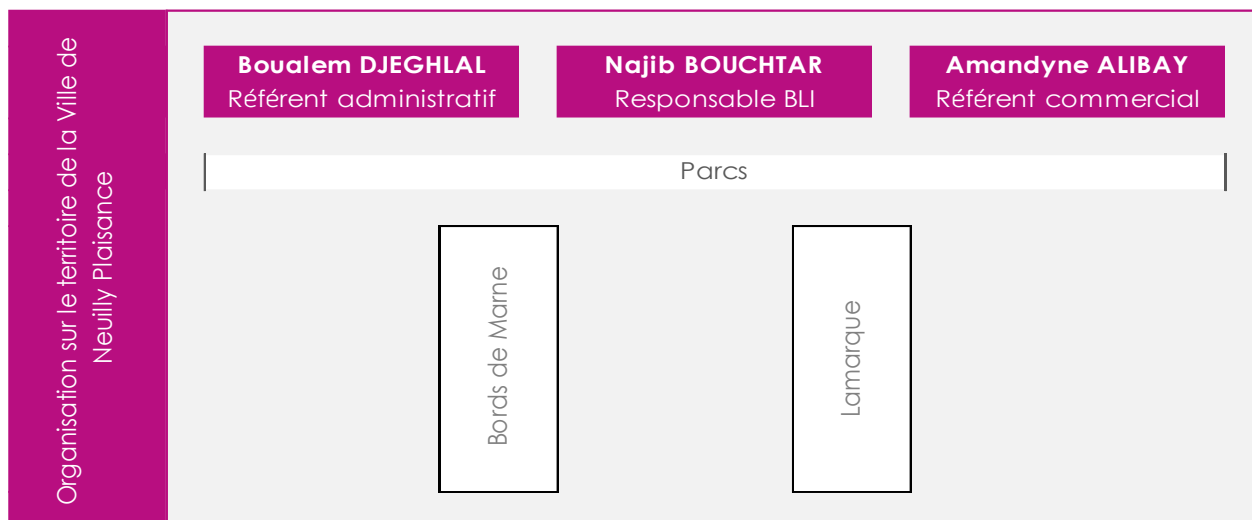 Organisation sur le territoire de la Ville de
Neuilly Plaisance
Boualem DJEGHLAL
Référent administratif
Najib BOUCHTAR
Responsable BLI
Amandyne ALIBAY
Référent commercial
Parcs
Bords de Marne
Lamarque